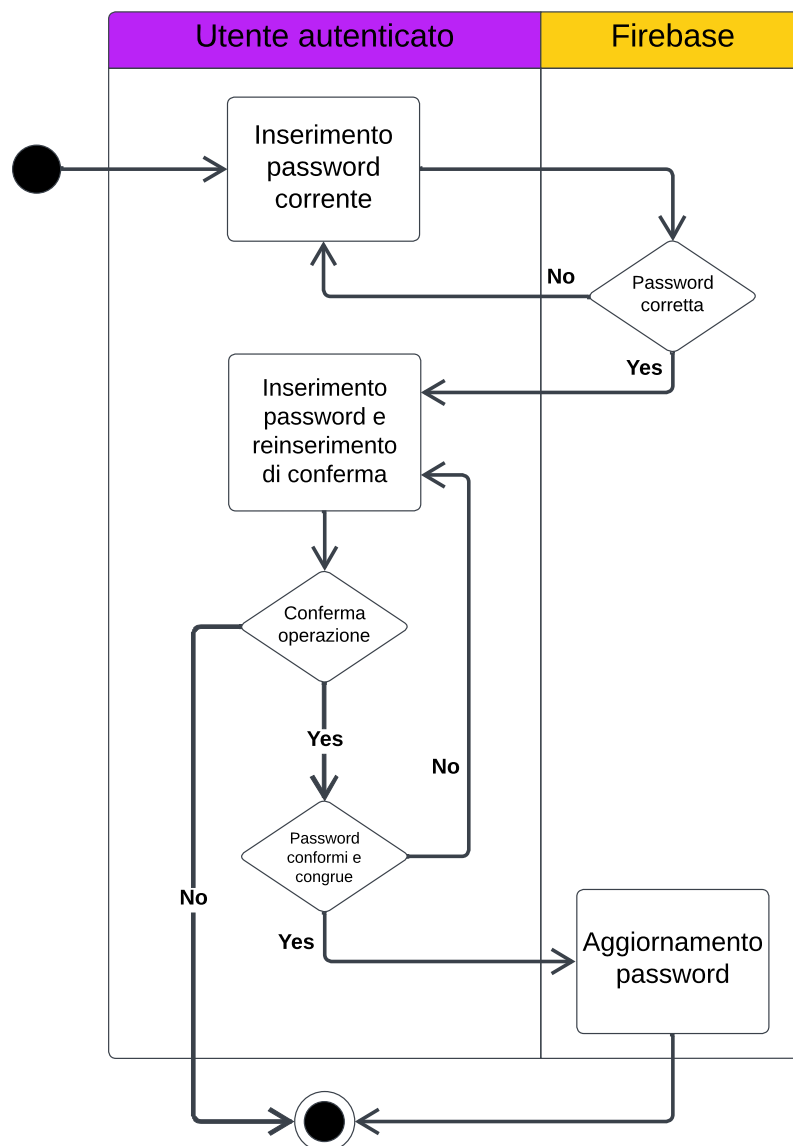 Utente autenticato
Firebase
Inserimento
password
corrente
No
Password
corretta
Yes
Inserimento
password e
reinserimento
di conferma
Conferma
operazione
Yes
No
Password
conformi e
congrue
No
Yes
Aggiornamento
password